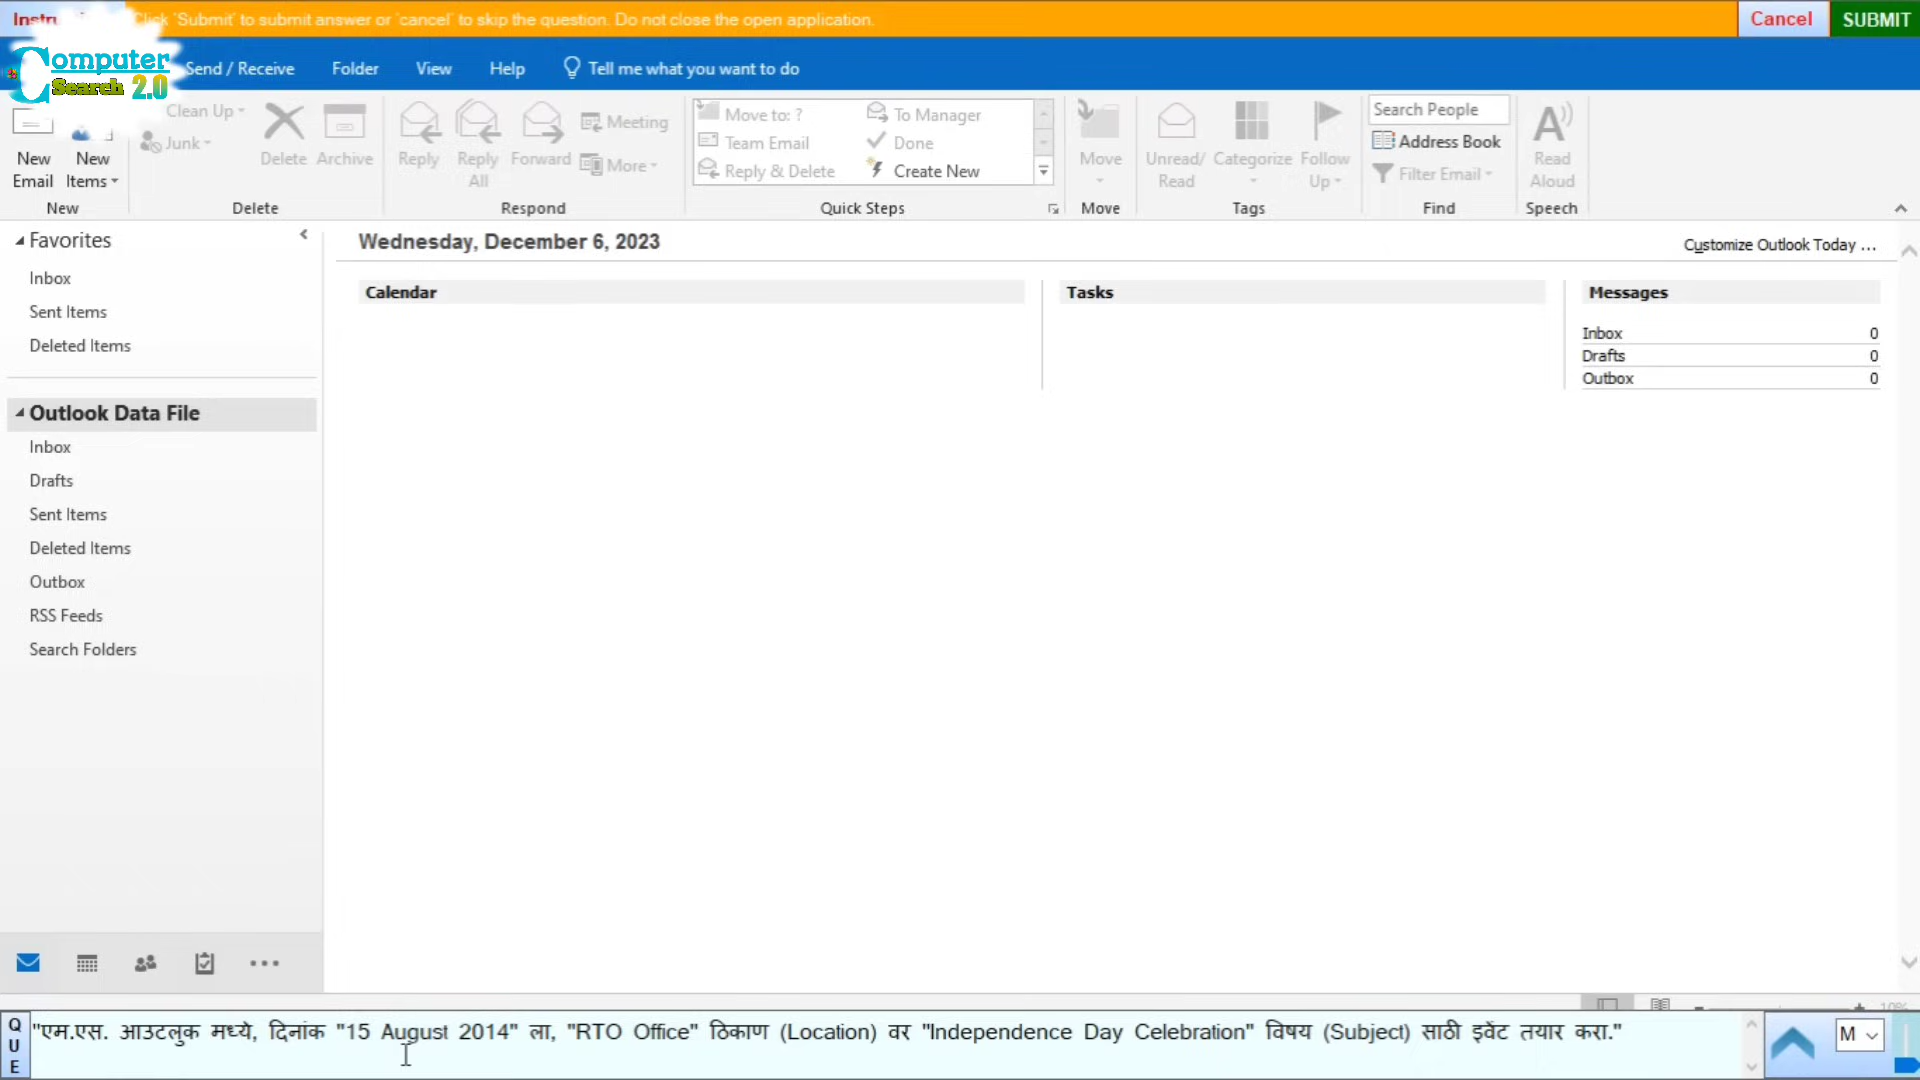 Click 'Submit' to submit answer or 'cancel' to skip the question. Do not close the open application.
Cancel
SUBMIT
Computer
Search 2.0
Send / Receive
Folder
View
Help
Tell me what you want to do
New Email
New Items
New
Clean Up
Junk
Delete
Archive
Delete
Reply
Reply All
Forward
Meeting
More
Respond
Move to: ?
To Manager
Team Email
Done
Reply & Delete
Create New
Quick Steps
Move
Move
Unread/ Read
Categorize
Follow Up
Tags
Search People
Address Book
Filter Email
Find
Read Aloud
Speech
Favorites
Inbox
Sent Items
Deleted Items
Outlook Data File
Inbox
Drafts
Sent Items
Deleted Items
Outbox
RSS Feeds
Search Folders
Wednesday, December 6, 2023
Customize Outlook Today ...
Calendar
Tasks
Messages
Inbox 0
Drafts 0
Outbox 0
QUE
"एम.एस. आउटलुक मध्ये, दिनांक "15 August 2014" ला, "RTO Office" ठिकाण (Location) वर "Independence Day Celebration" विषय (Subject) साठी इवेंट तयार करा."
M